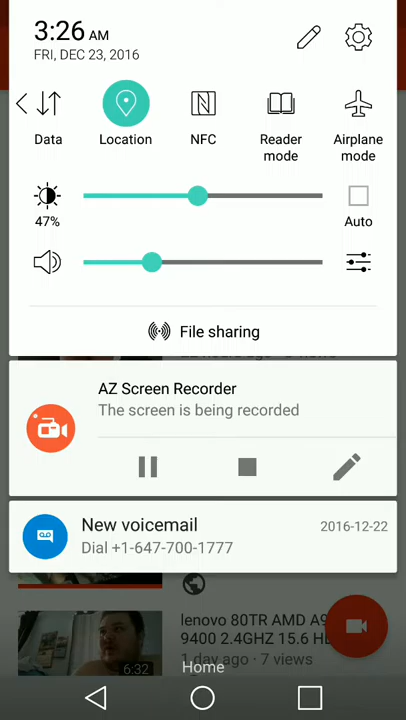 3:26 AM
FRI, DEC 23, 2016
Data
Location
NFC
Reader
mode
Airplane
mode
47%
Auto
File sharing
AZ Screen Recorder
The screen is being recorded
New voicemail
2016-12-22
Dial +1-647-700-1777
lenovo 80TR AMD A9
9400 2.4GHZ 15.6 H
1 day ago · 7 views
6:32
Home